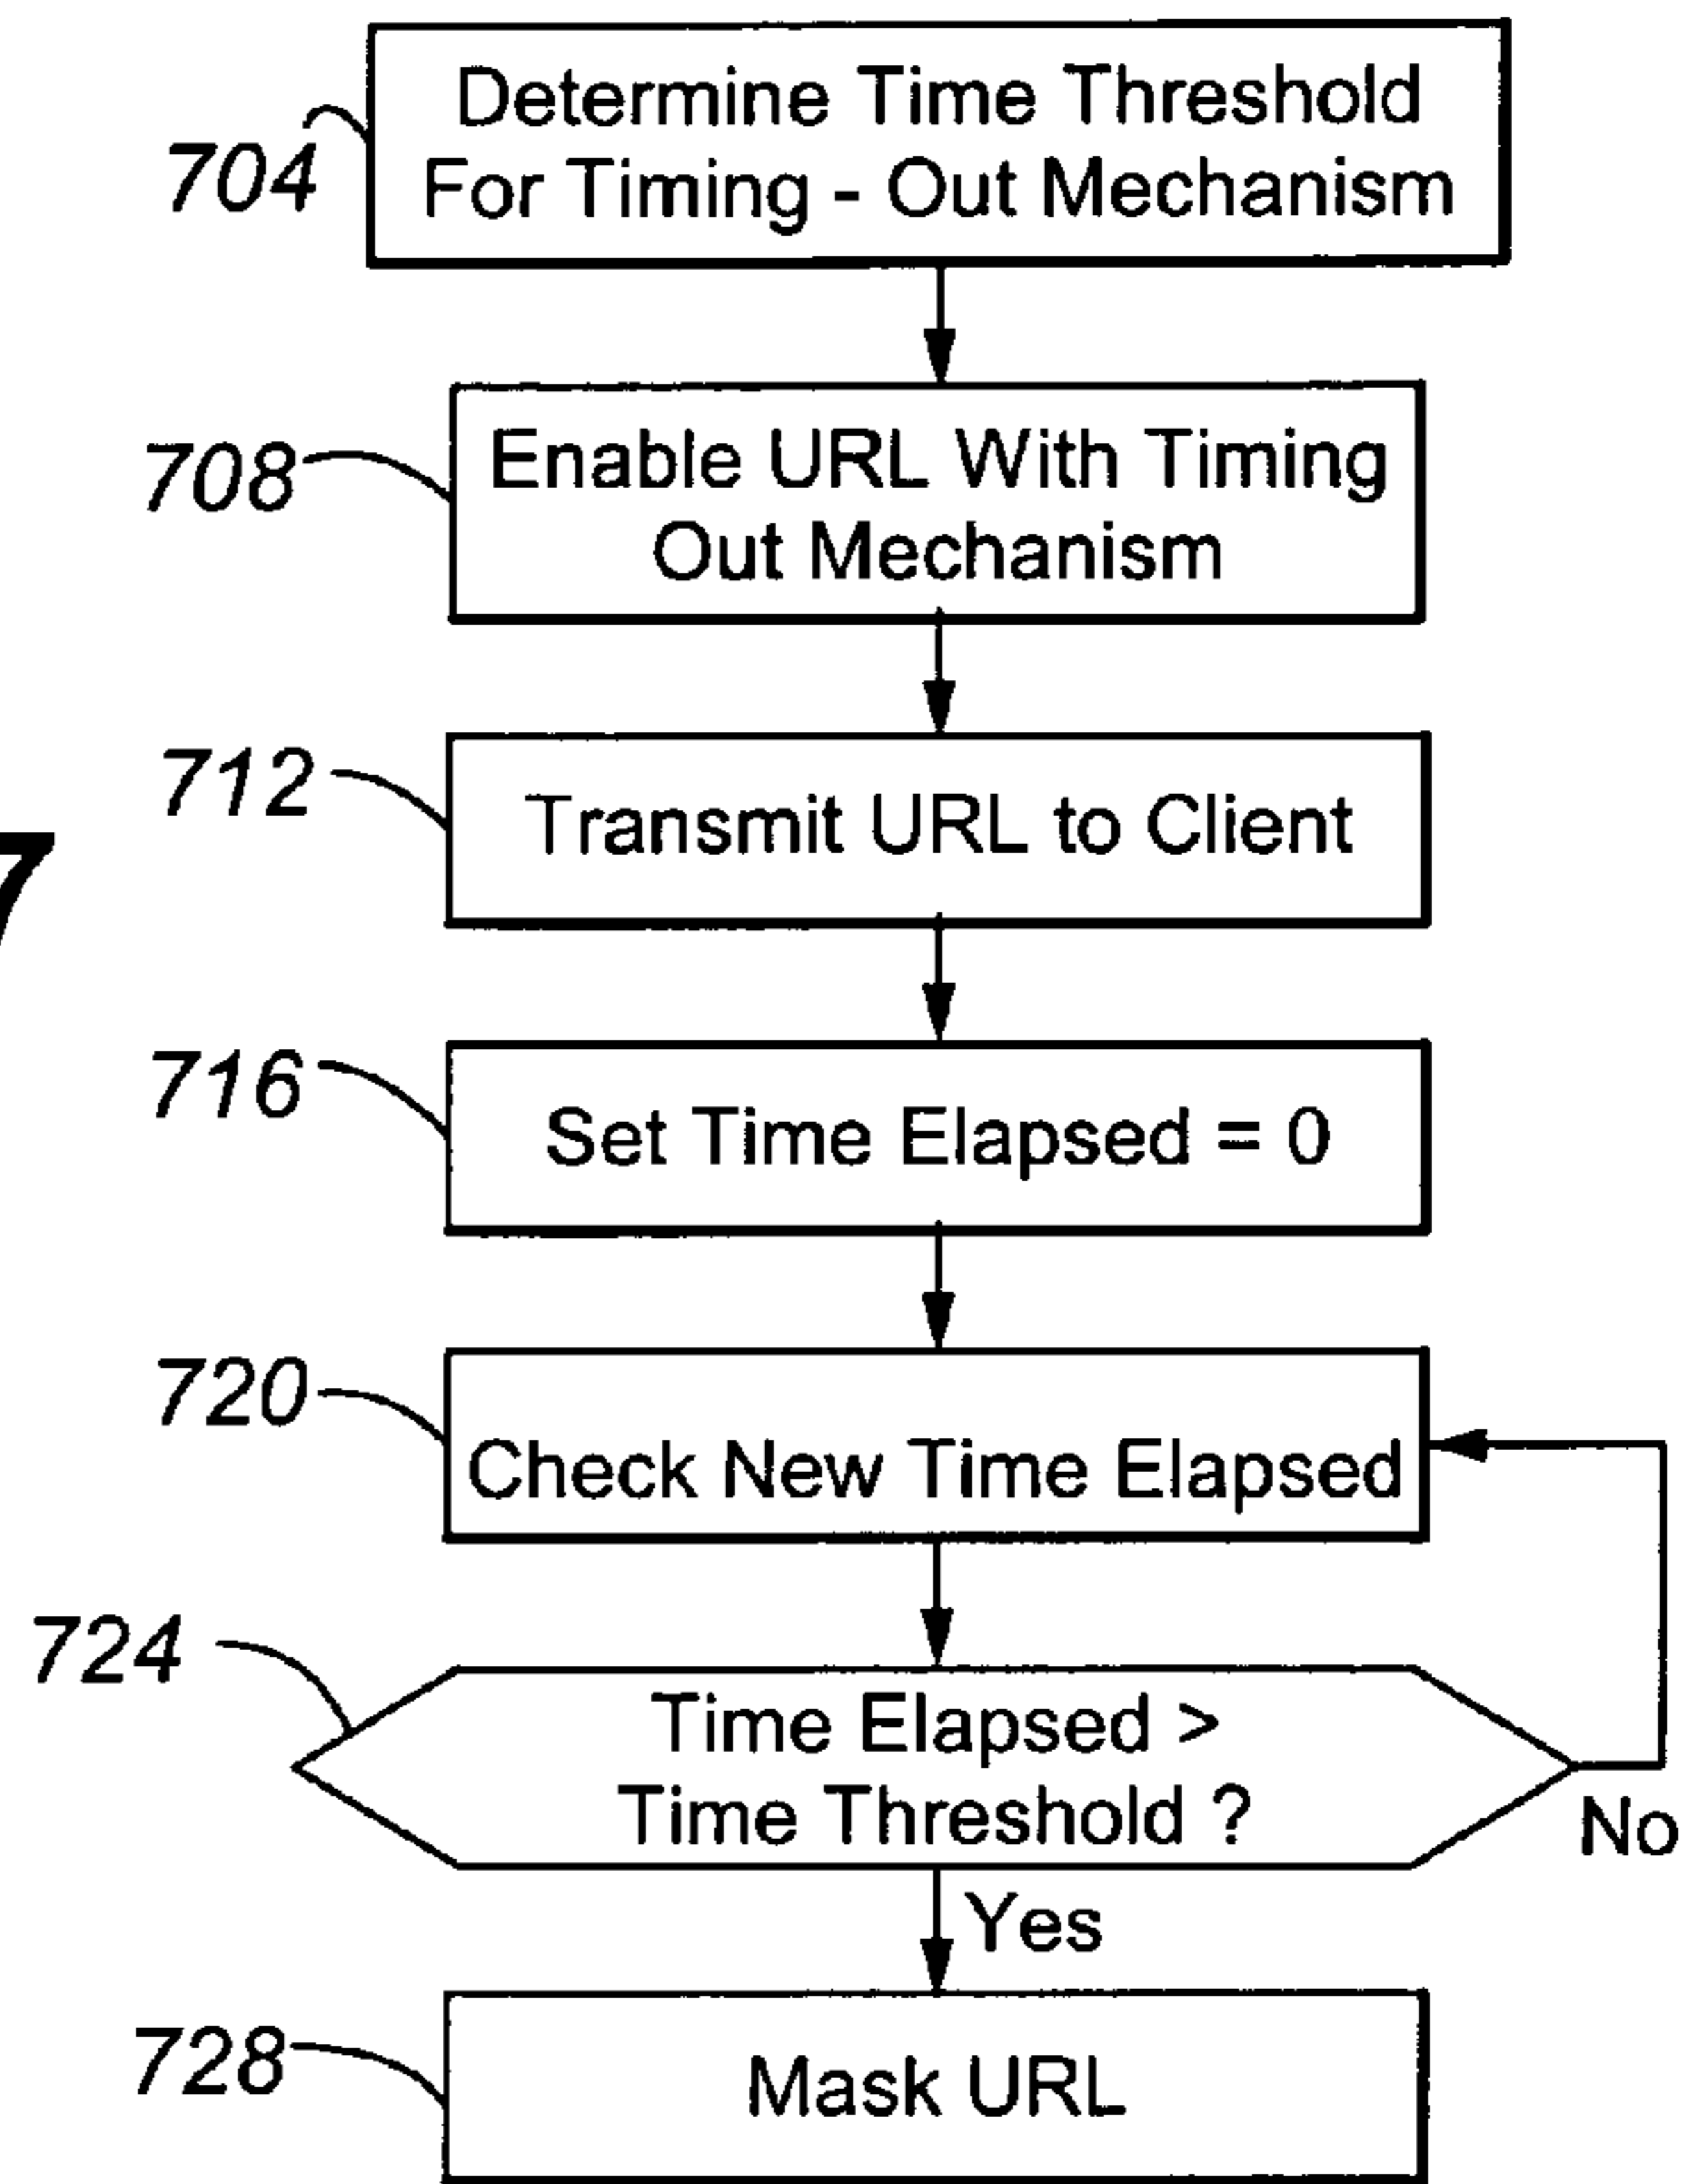 704
Determine Time Threshold
For Timing - Out Mechanism
708
Enable URL With Timing
Out Mechanism
712
Transmit URL to Client
7
716
Set Time Elapsed = 0
720
Check New Time Elapsed
724
Time Elapsed >
Time Threshold ?
No
Yes
728
Mask URL